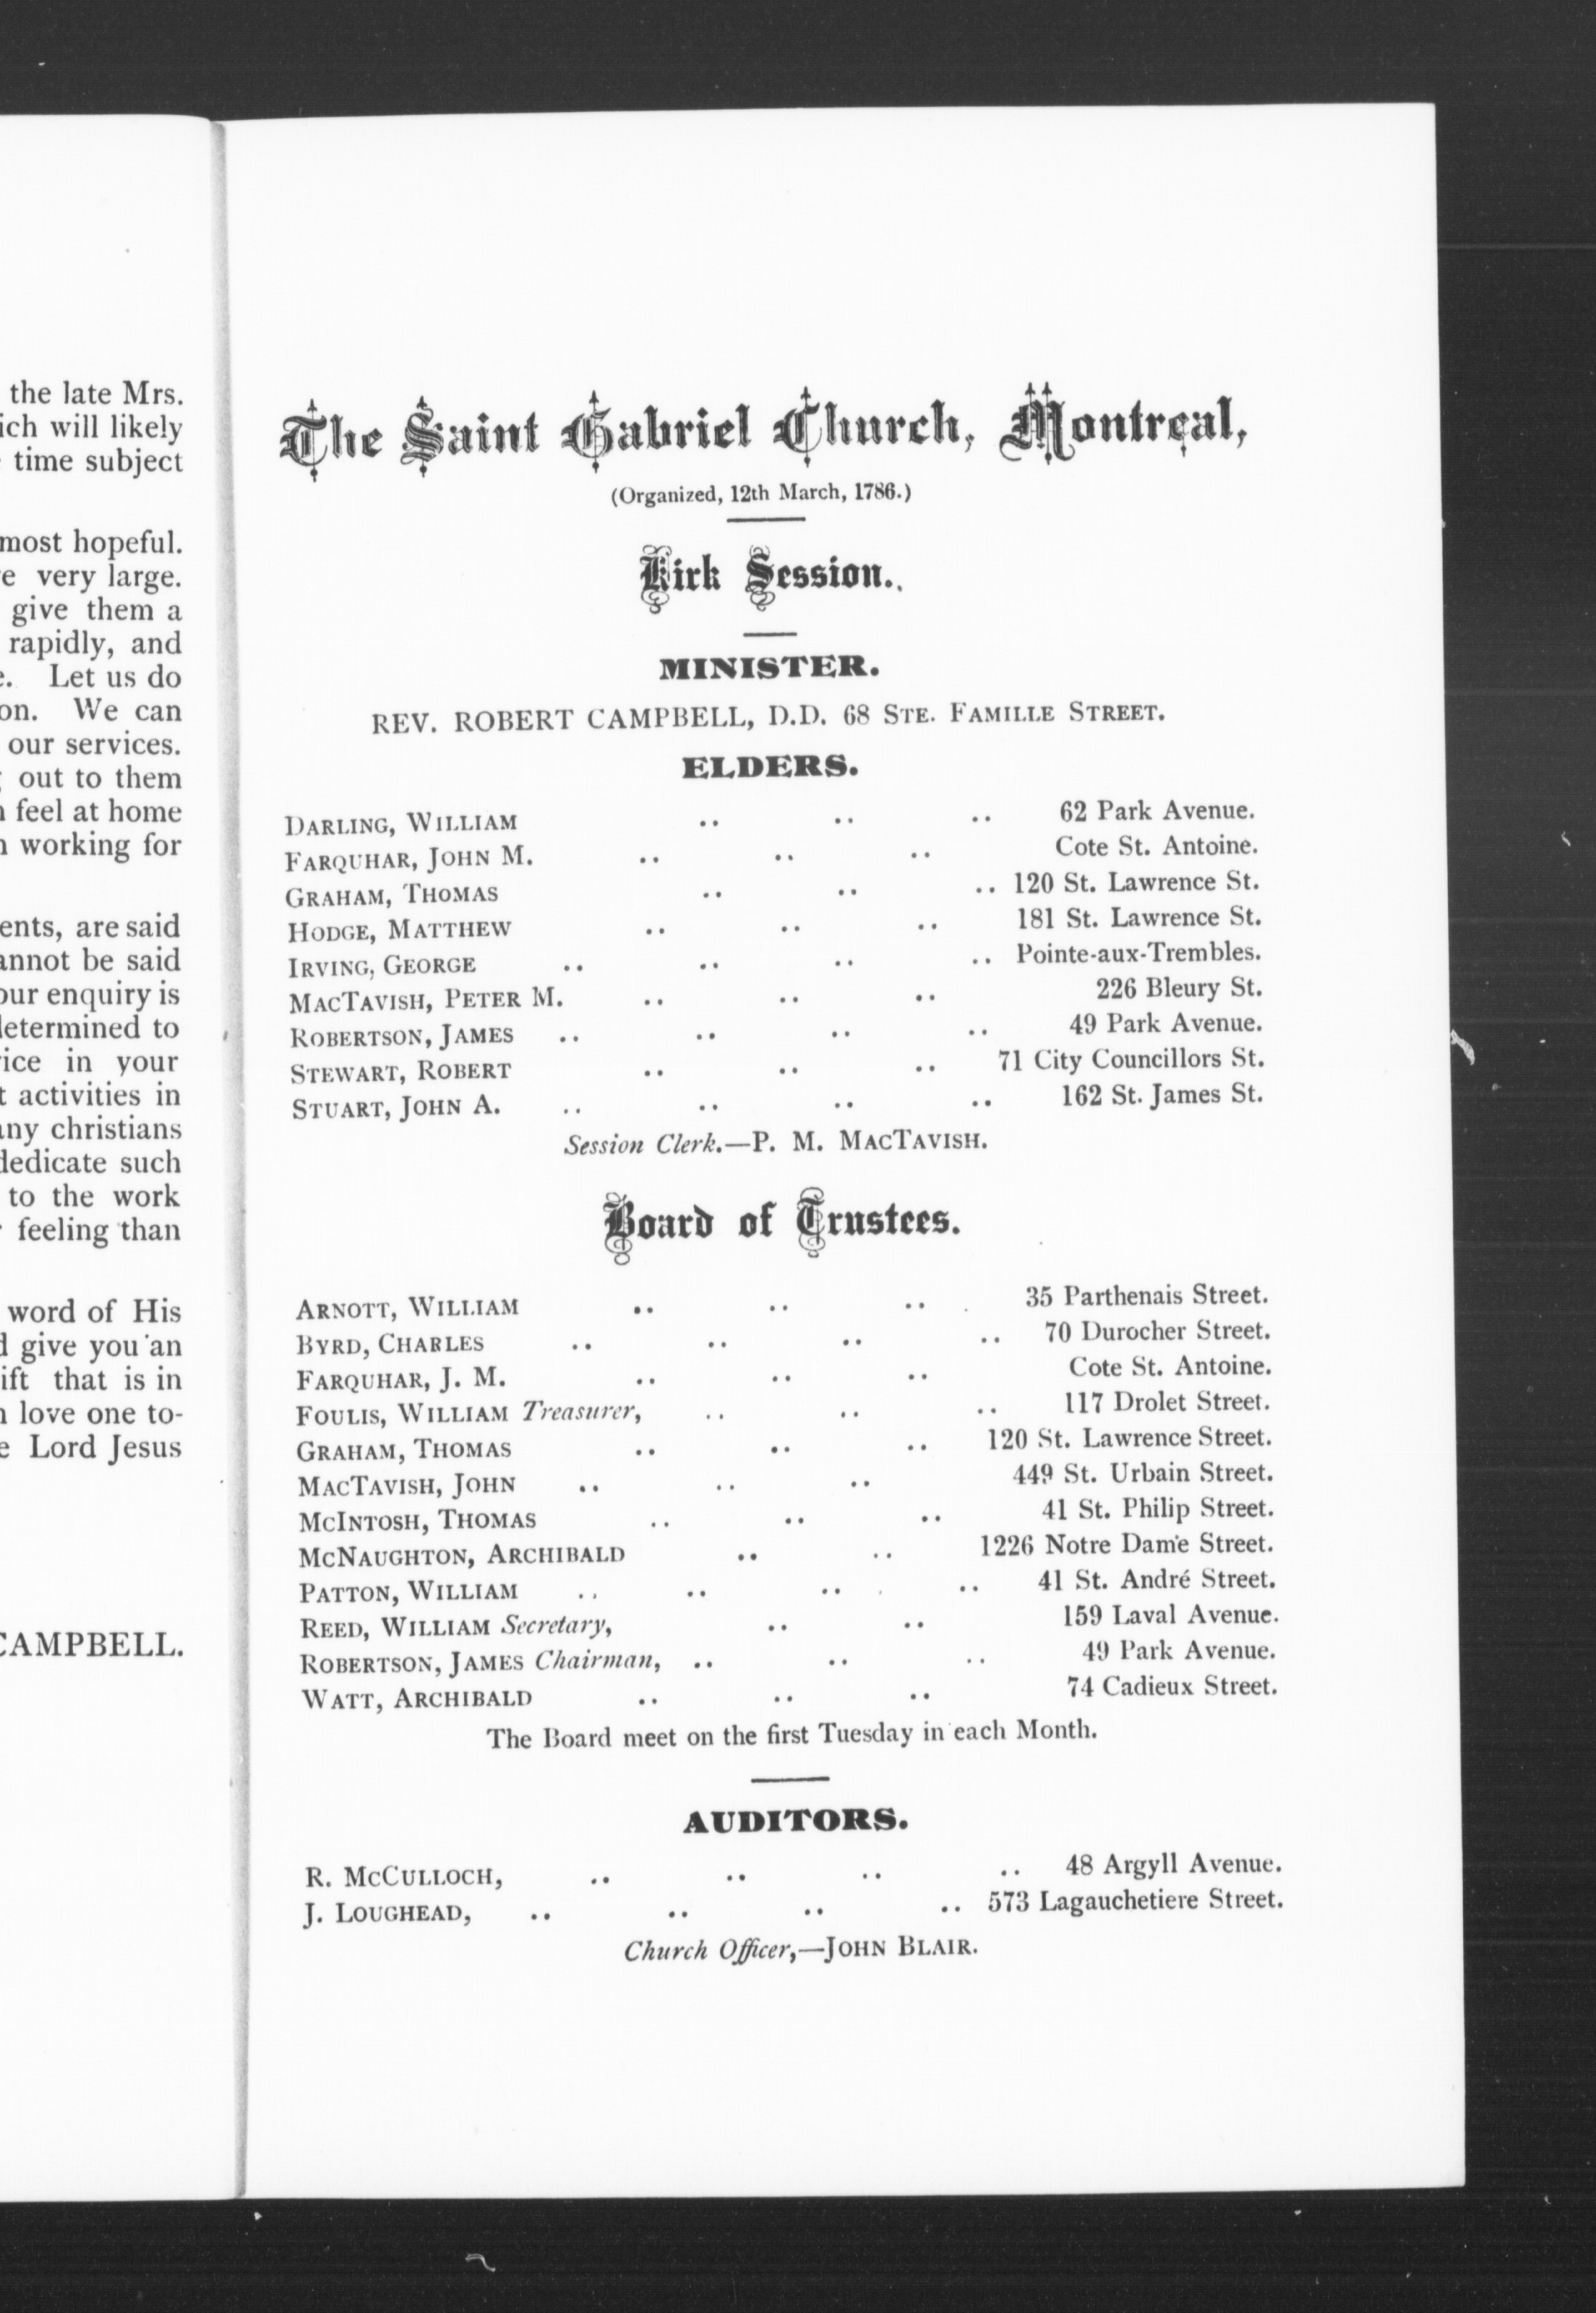 the late Mrs.
ich will likely
time subject
most hopeful.
e very large.
give them a
rapidly, and
e. Let us do
on. We can
our services.
out to them
feel at home
working for
ents, are said
annot be said
our enquiry is
determined to
ice in your
t activities in
any christians
dedicate such
to the work
feeling than
word of His
d give you an
ift that is in
love one to-
e Lord Jesus
CAMPBELL.
The Saint Gabriel Church, Montreal,
(Organized, 12th March, 1786.)
Kirk Session.
MINISTER.
REV. ROBERT CAMPBELL, D.D. 68 STE. FAMILLE STREET.
ELDERS.
DARLING, WILLIAM .. .. .. 62 Park Avenue.
FARQUHAR, JOHN M. .. .. .. Cote St. Antoine.
GRAHAM, THOMAS .. .. .. 120 St. Lawrence St.
HODGE, MATTHEW .. .. .. 181 St. Lawrence St.
IRVING, GEORGE .. .. .. .. Pointe-aux-Trembles.
MACTAVISH, PETER M. .. .. .. 226 Bleury St.
ROBERTSON, JAMES .. .. .. .. 49 Park Avenue.
STEWART, ROBERT .. .. .. 71 City Councillors St.
STUART, JOHN A. .. .. .. .. 162 St. James St.
Session Clerk.—P. M. MACTAVISH.
Board of Trustees.
ARNOTT, WILLIAM .. .. .. 35 Parthenais Street.
BYRD, CHARLES .. .. .. .. 70 Durocher Street.
FARQUHAR, J. M. .. .. .. Cote St. Antoine.
FOULIS, WILLIAM Treasurer, .. .. .. 117 Drolet Street.
GRAHAM, THOMAS .. .. .. 120 St. Lawrence Street.
MACTAVISH, JOHN .. .. .. 449 St. Urbain Street.
MCINTOSH, THOMAS .. .. .. 41 St. Philip Street.
MCNAUGHTON, ARCHIBALD .. .. 1226 Notre Dame Street.
PATTON, WILLIAM .. .. .. .. 41 St. André Street.
REED, WILLIAM Secretary, .. .. 159 Laval Avenue.
ROBERTSON, JAMES Chairman, .. .. .. 49 Park Avenue.
WATT, ARCHIBALD .. .. .. 74 Cadieux Street.
The Board meet on the first Tuesday in each Month.
AUDITORS.
R. MCCULLOCH, .. .. .. .. 48 Argyll Avenue.
J. LOUGHEAD, .. .. .. .. 573 Lagauchetiere Street.
Church Officer,—JOHN BLAIR.